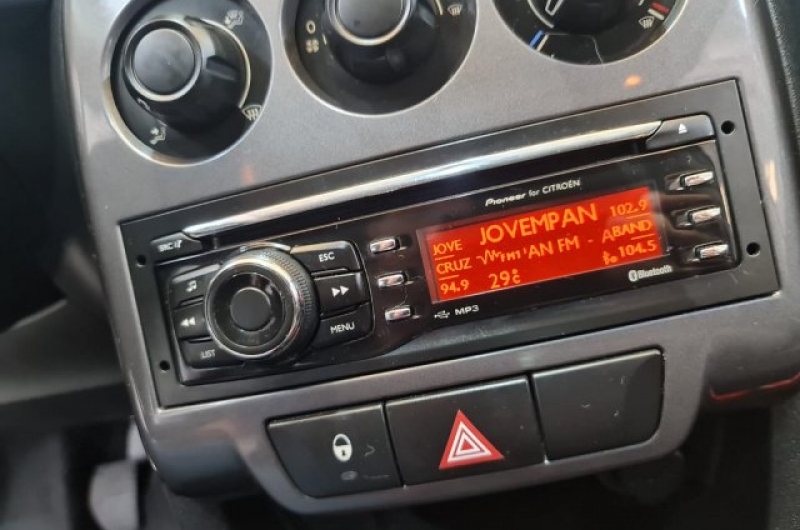 Pioneer for CITROËN
SRC
ESC
MENU
LIST
JOVE JOVEMPAN 102.9
CRUZ AN FM - ABAND
94.9 29°C 104.5
MP3
Bluetooth